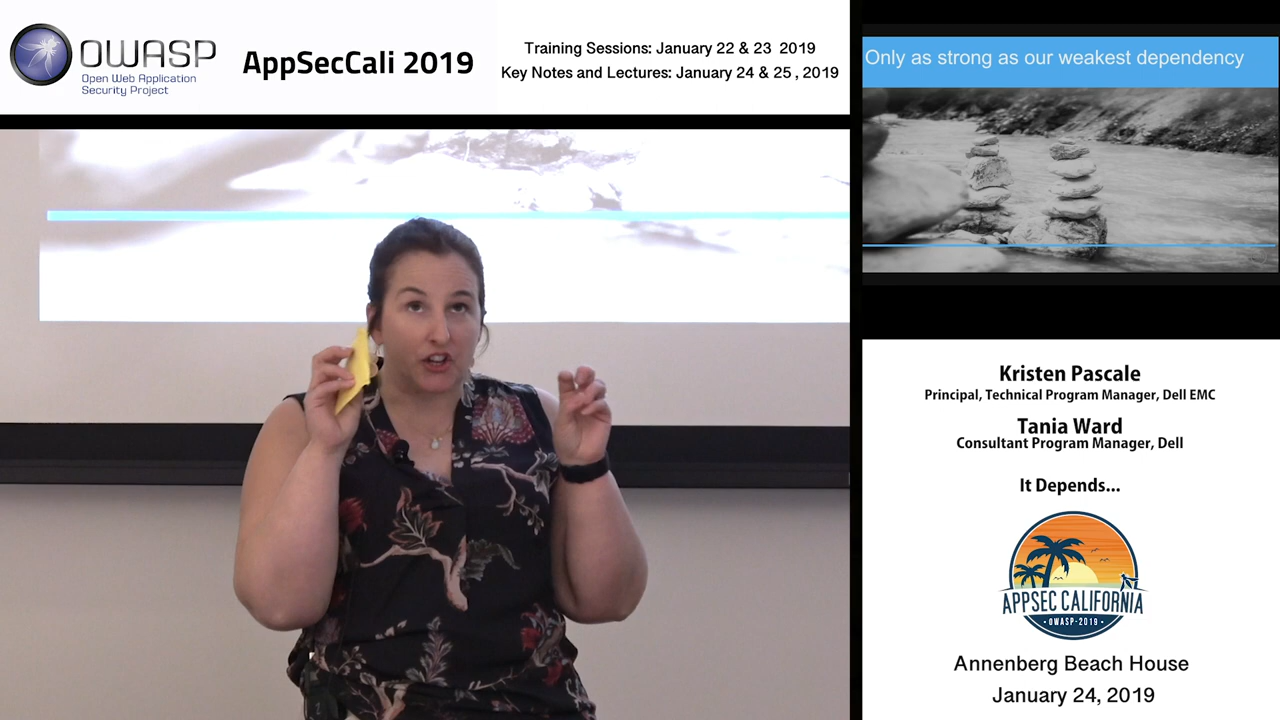 OWASP
Open Web Application
Security Project
AppSecCali 2019
Training Sessions: January 22 & 23 2019
Key Notes and Lectures: January 24 & 25 , 2019
Only as strong as our weakest dependency
Kristen Pascale
Principal, Technical Program Manager, Dell EMC
Tania Ward
Consultant Program Manager, Dell
It Depends...
APPSEC CALIFORNIA
• OWASP-2019 •
Annenberg Beach House
January 24, 2019